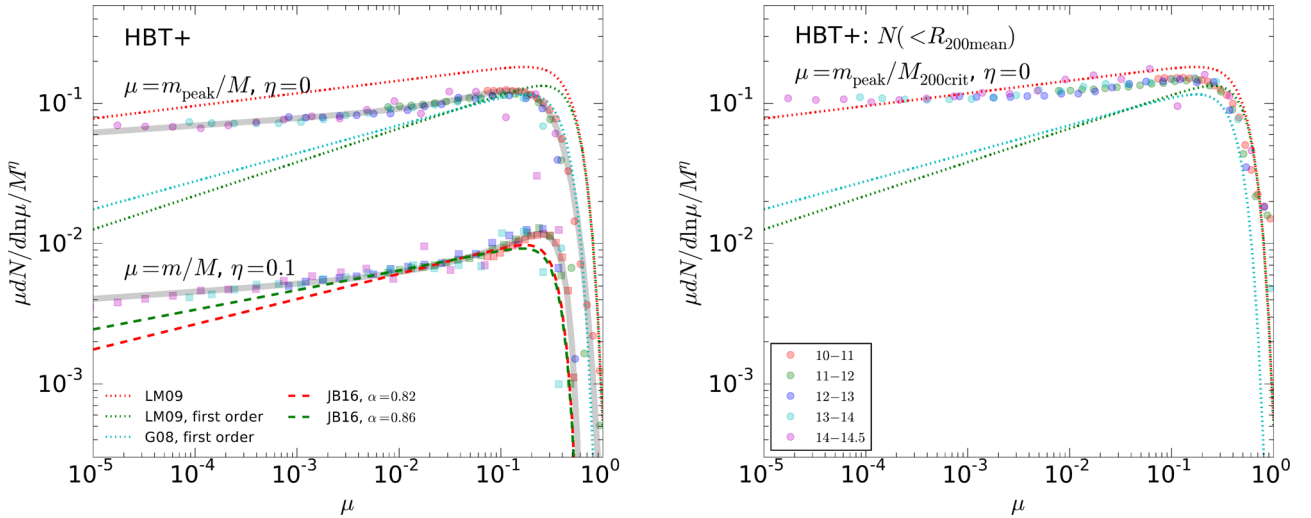 HBT+
μ=m_peak/M, η=0
μ=m/M, η=0.1
μdN/dlnμ/M^η
10^-1
10^-2
10^-3
LM09
LM09, first order
G08, first order
JB16, α=0.82
JB16, α=0.86
10^-5 10^-4 10^-3 10^-2 10^-1 10^0
μ
HBT+: N(<R_200mean)
μ=m_peak/M_200crit, η=0
μdN/dlnμ/M^η
10^-1
10^-2
10^-3
10−11
11−12
12−13
13−14
14−14.5
10^-5 10^-4 10^-3 10^-2 10^-1 10^0
μ